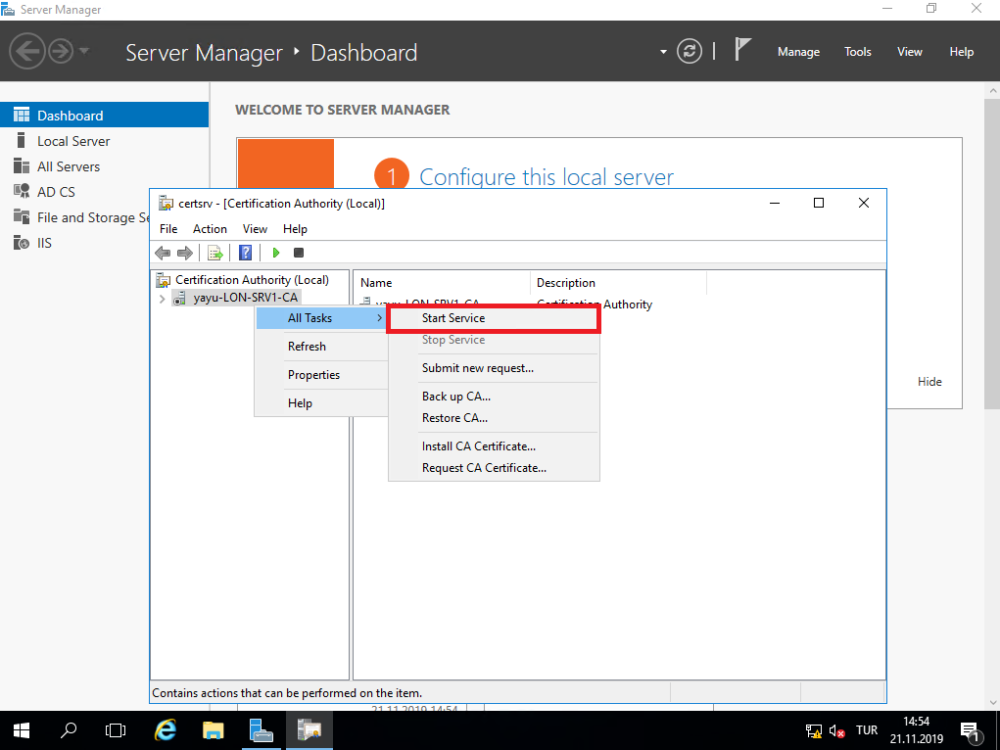 Server Manager
Server Manager ‣ Dashboard
Manage Tools View Help
Dashboard
Local Server
All Servers
AD CS
File and Storage Se
IIS
WELCOME TO SERVER MANAGER
1 Configure this local server
Hide
certsrv - [Certification Authority (Local)]
File Action View Help
Certification Authority (Local)
yayu-LON-SRV1-CA
Name Description
yayu-LON-SRV1-CA Certification Authority
All Tasks
Refresh
Properties
Help
Start Service
Stop Service
Submit new request...
Back up CA...
Restore CA...
Install CA Certificate...
Request CA Certificate...
Contains actions that can be performed on the item.
21.11.2019 14:54
TUR
14:54
21.11.2019
1